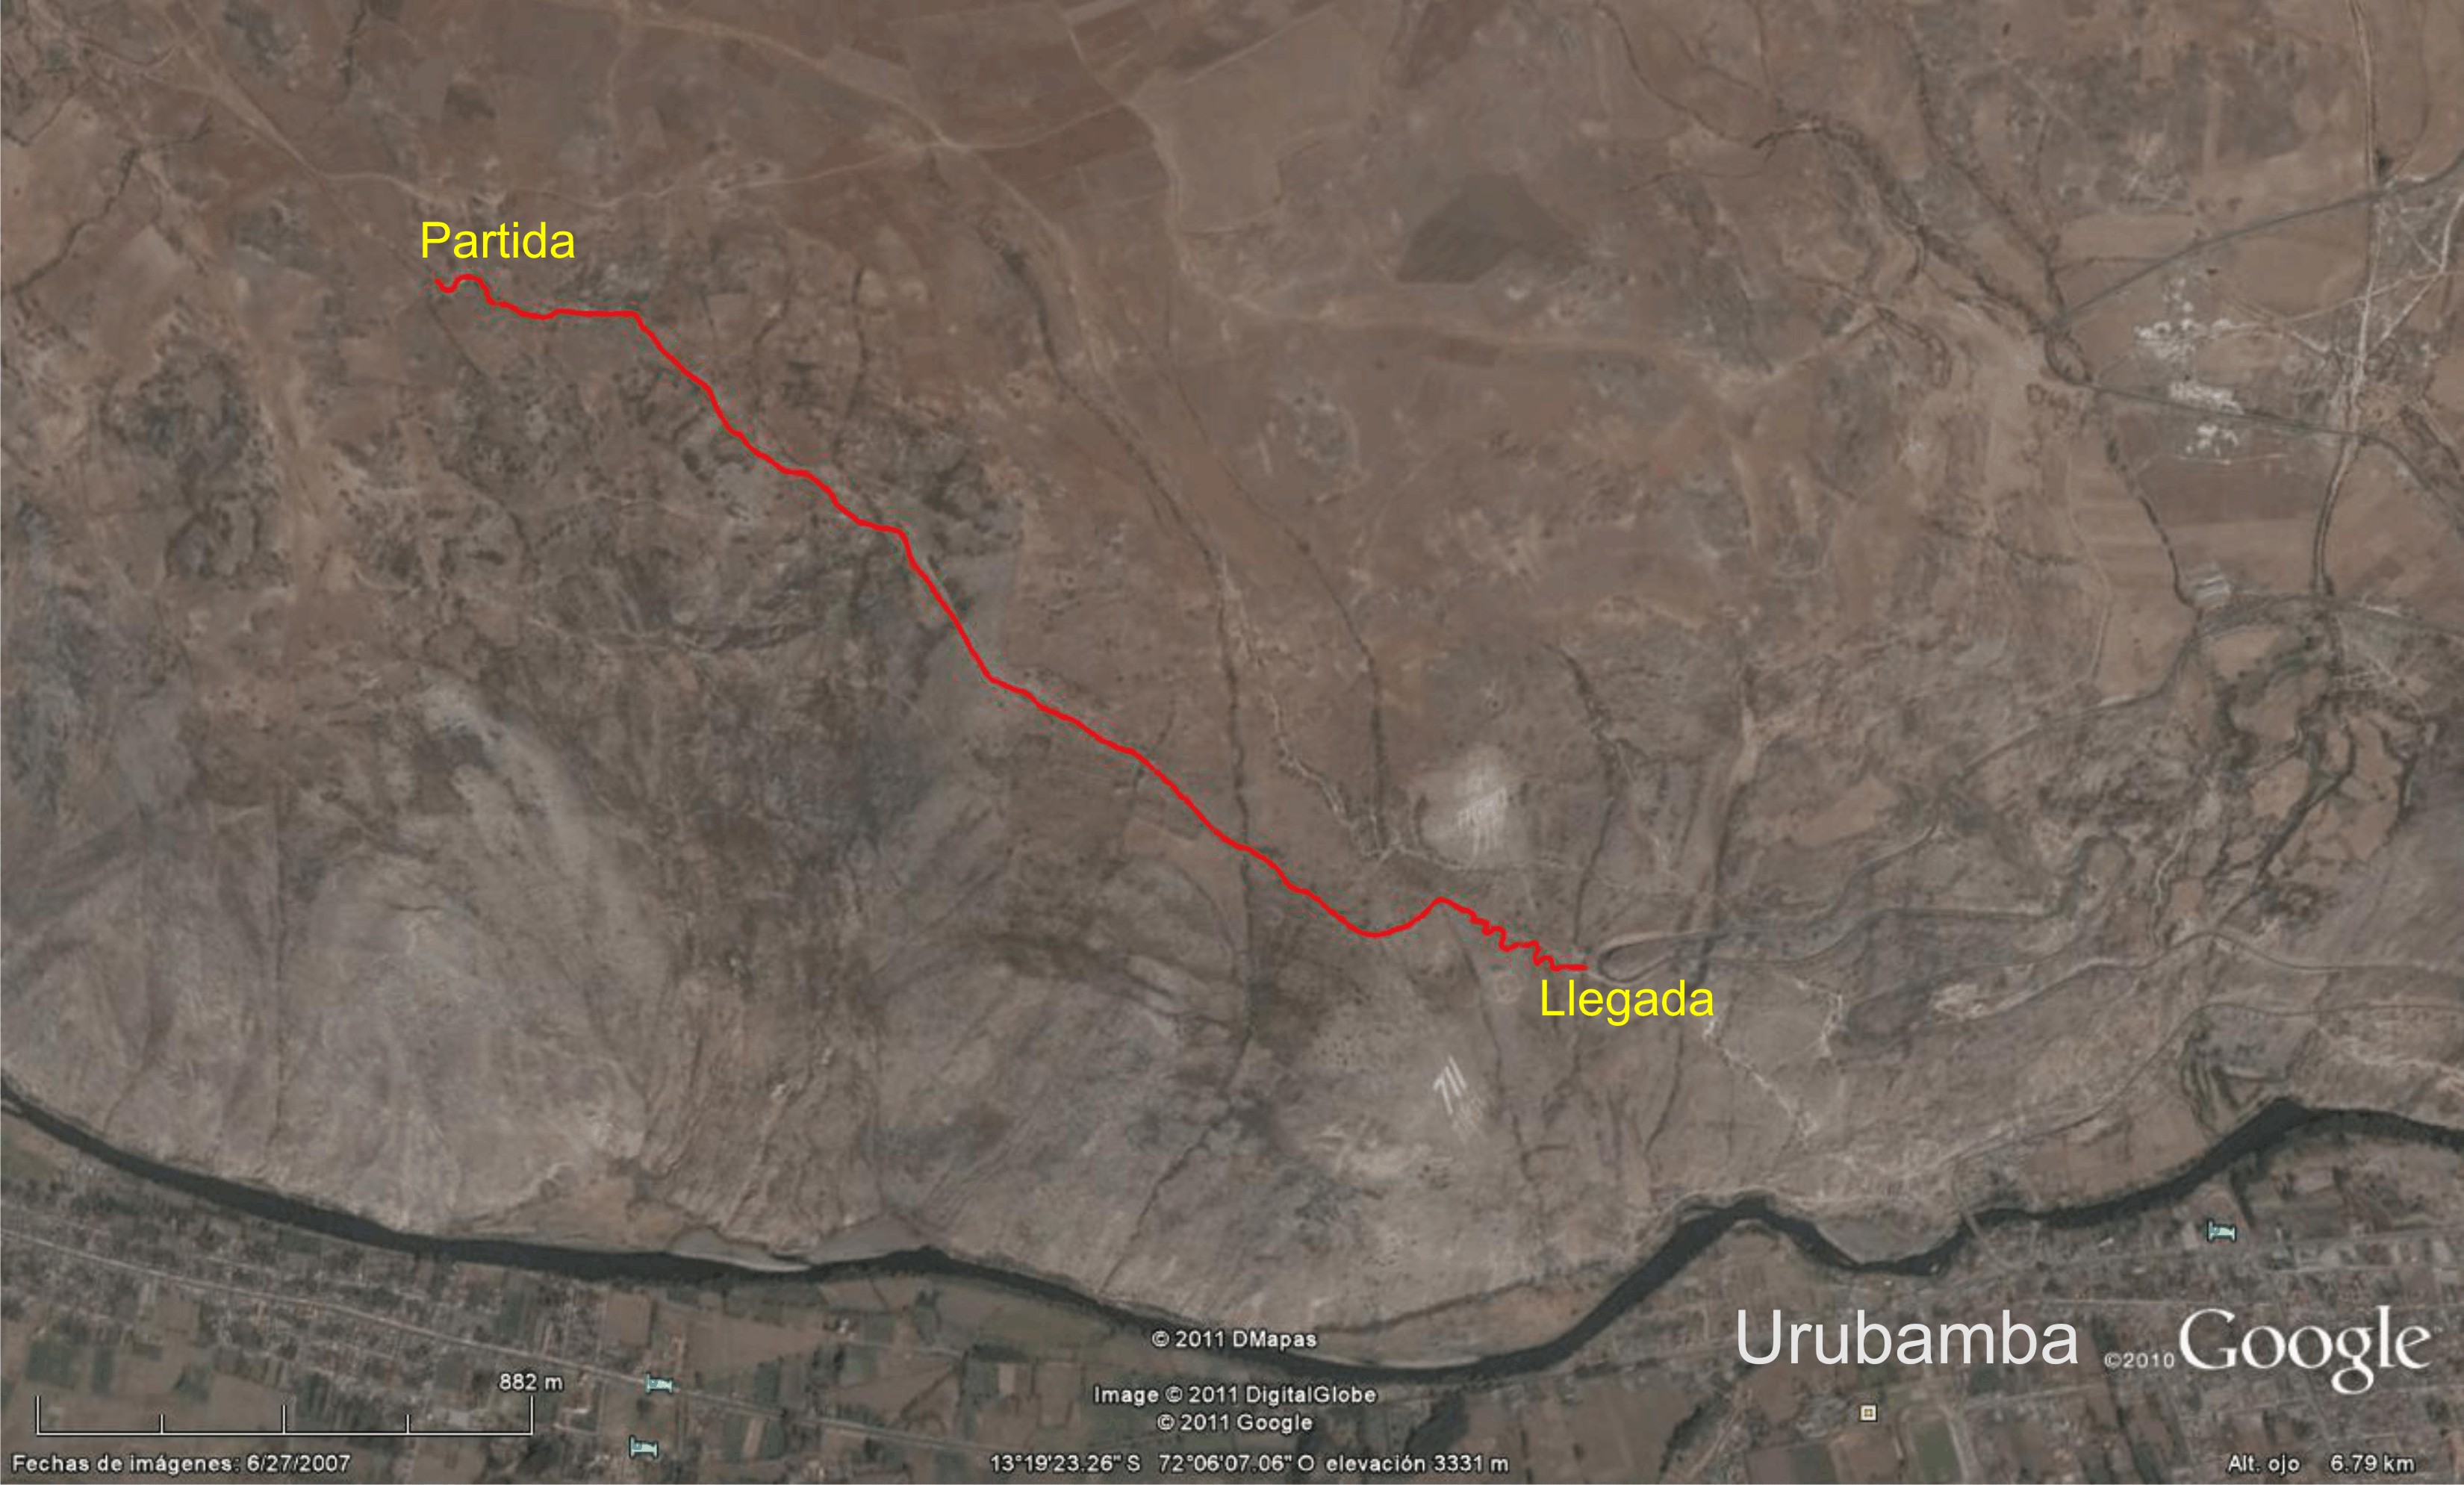 Partida
Llegada
Urubamba
©2010 Google
© 2011 DMapas
882 m
Image © 2011 DigitalGlobe
© 2011 Google
Fechas de imágenes: 6/27/2007
13°19'23.26" S 72°06'07.06" O elevación 3331 m
Alt. ojo 6.79 km